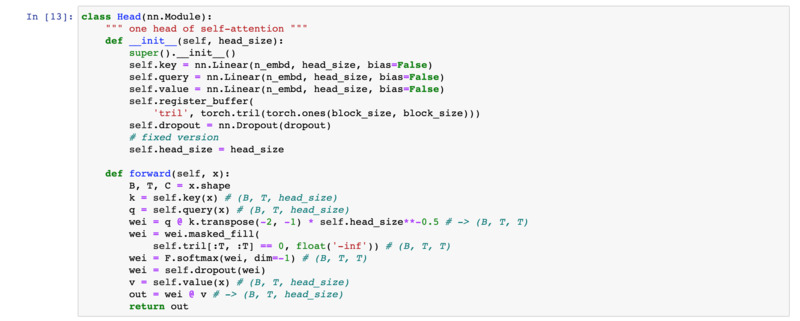 In [13]: class Head(nn.Module):
    """ one head of self-attention """
    def __init__(self, head_size):
        super().__init__()
        self.key = nn.Linear(n_embd, head_size, bias=False)
        self.query = nn.Linear(n_embd, head_size, bias=False)
        self.value = nn.Linear(n_embd, head_size, bias=False)
        self.register_buffer(
            'tril', torch.tril(torch.ones(block_size, block_size)))
        self.dropout = nn.Dropout(dropout)
        # fixed version
        self.head_size = head_size

    def forward(self, x):
        B, T, C = x.shape
        k = self.key(x) # (B, T, head_size)
        q = self.query(x) # (B, T, head_size)
        wei = q @ k.transpose(-2, -1) * self.head_size**-0.5 # -> (B, T, T)
        wei = wei.masked_fill(
            self.tril[:T, :T] == 0, float('-inf')) # (B, T, T)
        wei = F.softmax(wei, dim=-1) # (B, T, T)
        wei = self.dropout(wei)
        v = self.value(x) # (B, T, head_size)
        out = wei @ v # -> (B, T, head_size)
        return out